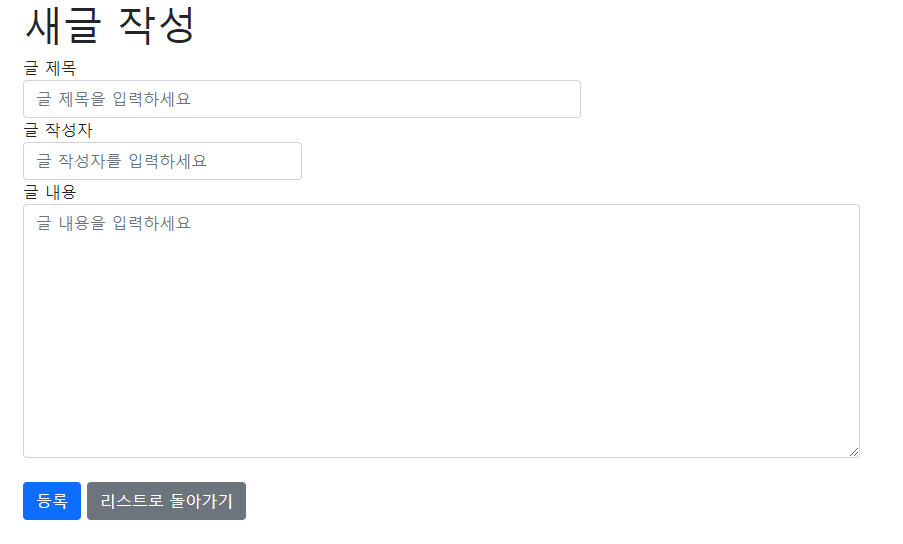 새글 작성
글 제목
글 제목을 입력하세요
글 작성자
글 작성자를 입력하세요
글 내용
글 내용을 입력하세요
등록 리스트로 돌아가기